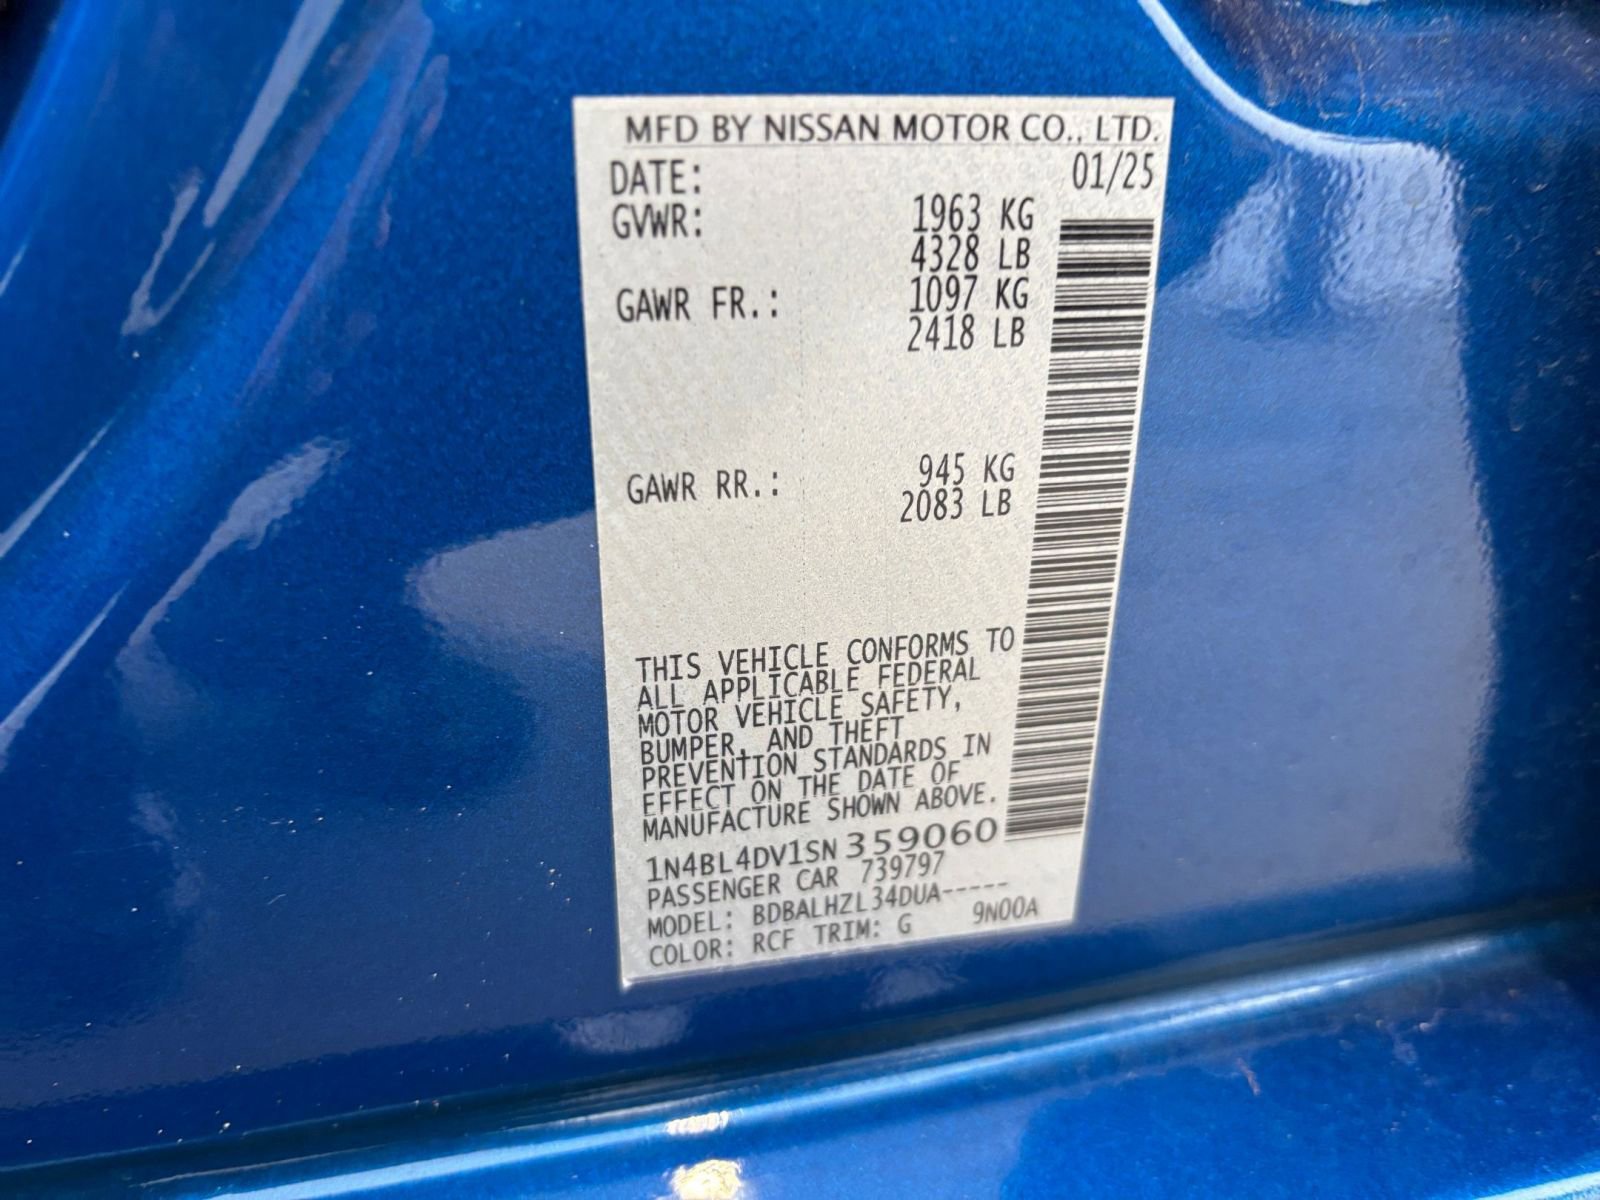 MFD BY NISSAN MOTOR CO., LTD.
DATE: 01/25
GVWR: 1963 KG
4328 LB
GAWR FR.: 1097 KG
2418 LB
GAWR RR.: 945 KG
2083 LB
THIS VEHICLE CONFORMS TO
ALL APPLICABLE FEDERAL
MOTOR VEHICLE SAFETY,
BUMPER, AND THEFT
PREVENTION STANDARDS IN
EFFECT ON THE DATE OF
MANUFACTURE SHOWN ABOVE.
1N4BL4DV1SN359060
PASSENGER CAR 739797
MODEL: BDBALHZL34DUA-----
COLOR: RCF TRIM: G 9N00A